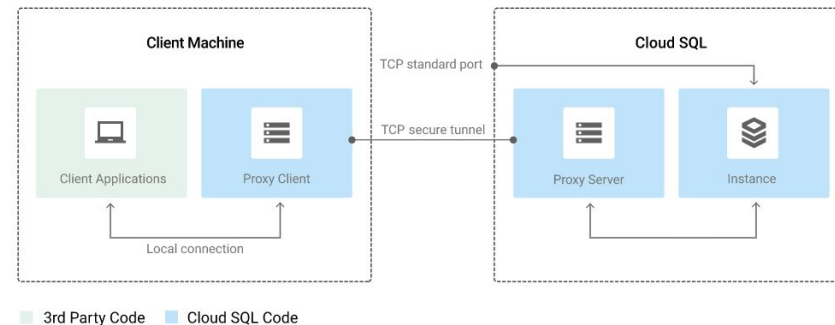 Client Machine
Cloud SQL
TCP standard port
TCP secure tunnel
Client Applications
Proxy Client
Proxy Server
Instance
Local connection
3rd Party Code
Cloud SQL Code